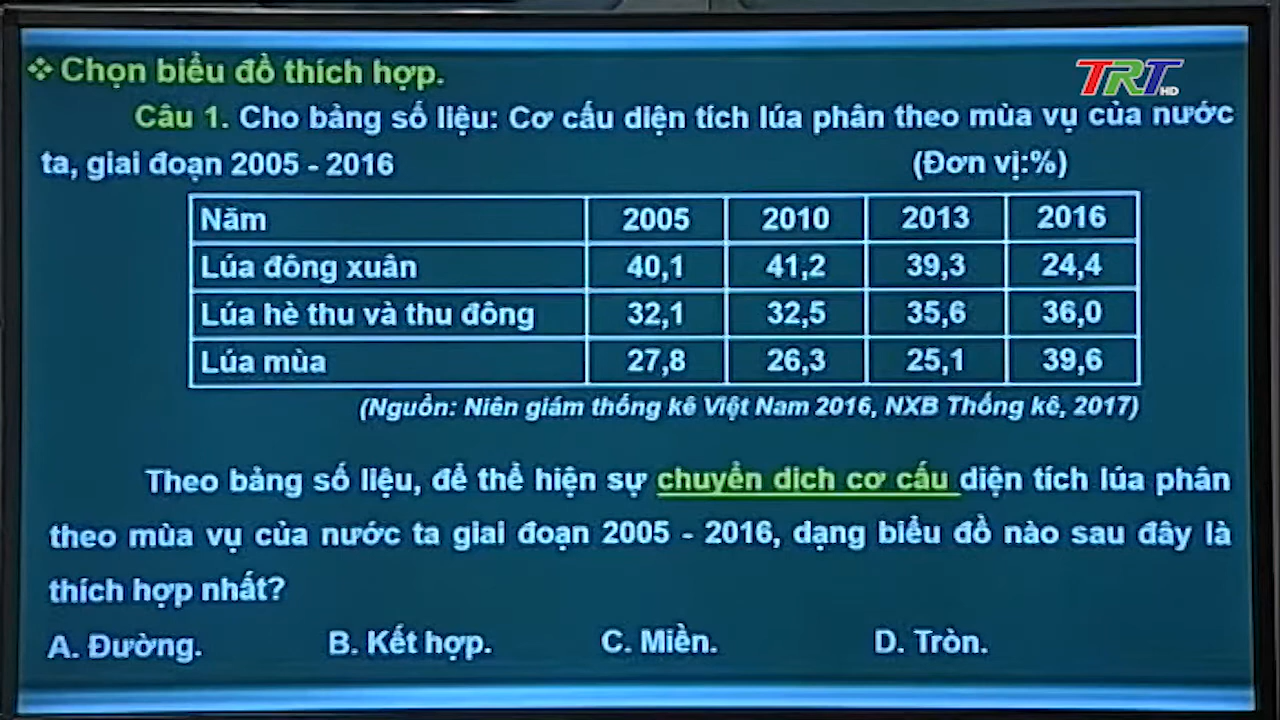 ❖ Chọn biểu đồ thích hợp.
TRT HD
Câu 1. Cho bảng số liệu: Cơ cấu diện tích lúa phân theo mùa vụ của nước
ta, giai đoạn 2005 - 2016 (Đơn vị:%)
Năm 2005 2010 2013 2016
Lúa đông xuân 40,1 41,2 39,3 24,4
Lúa hè thu và thu đông 32,1 32,5 35,6 36,0
Lúa mùa 27,8 26,3 25,1 39,6
(Nguồn: Niên giám thống kê Việt Nam 2016, NXB Thống kê, 2017)
Theo bảng số liệu, để thể hiện sự chuyển dịch cơ cấu diện tích lúa phân
theo mùa vụ của nước ta giai đoạn 2005 - 2016, dạng biểu đồ nào sau đây là
thích hợp nhất?
A. Đường. B. Kết hợp. C. Miền. D. Tròn.